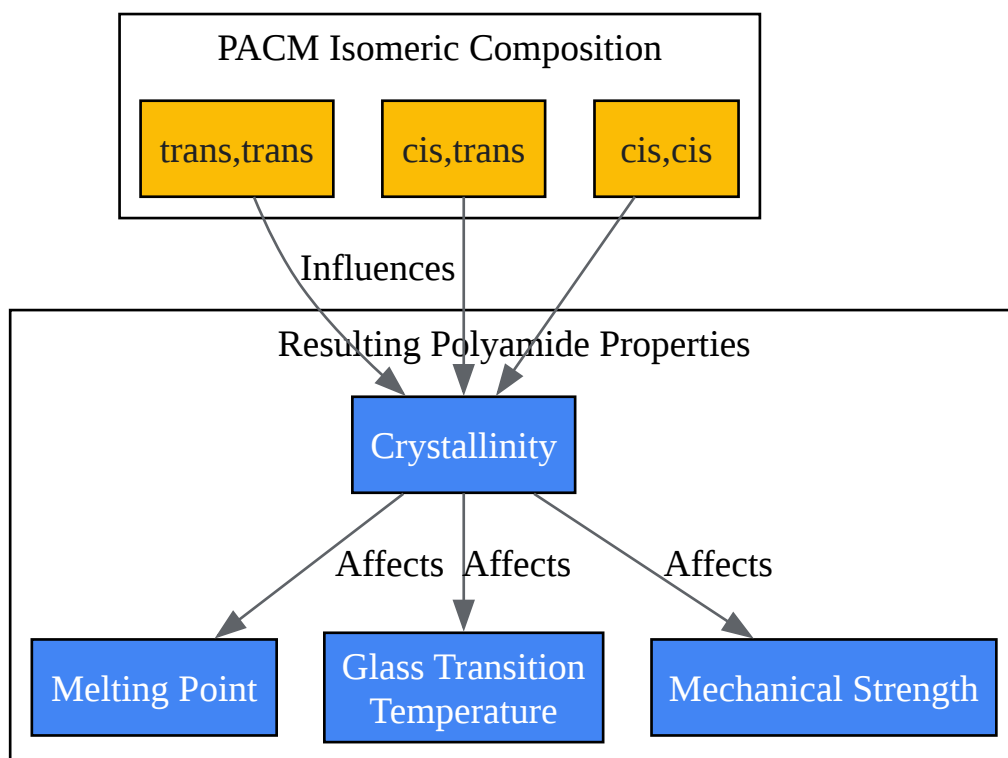 PACM Isomeric Composition
trans,trans
cis,trans
cis,cis
Influences
Resulting Polyamide Properties
Crystallinity
Affects
Affects
Affects
Melting Point
Glass Transition
Temperature
Mechanical Strength